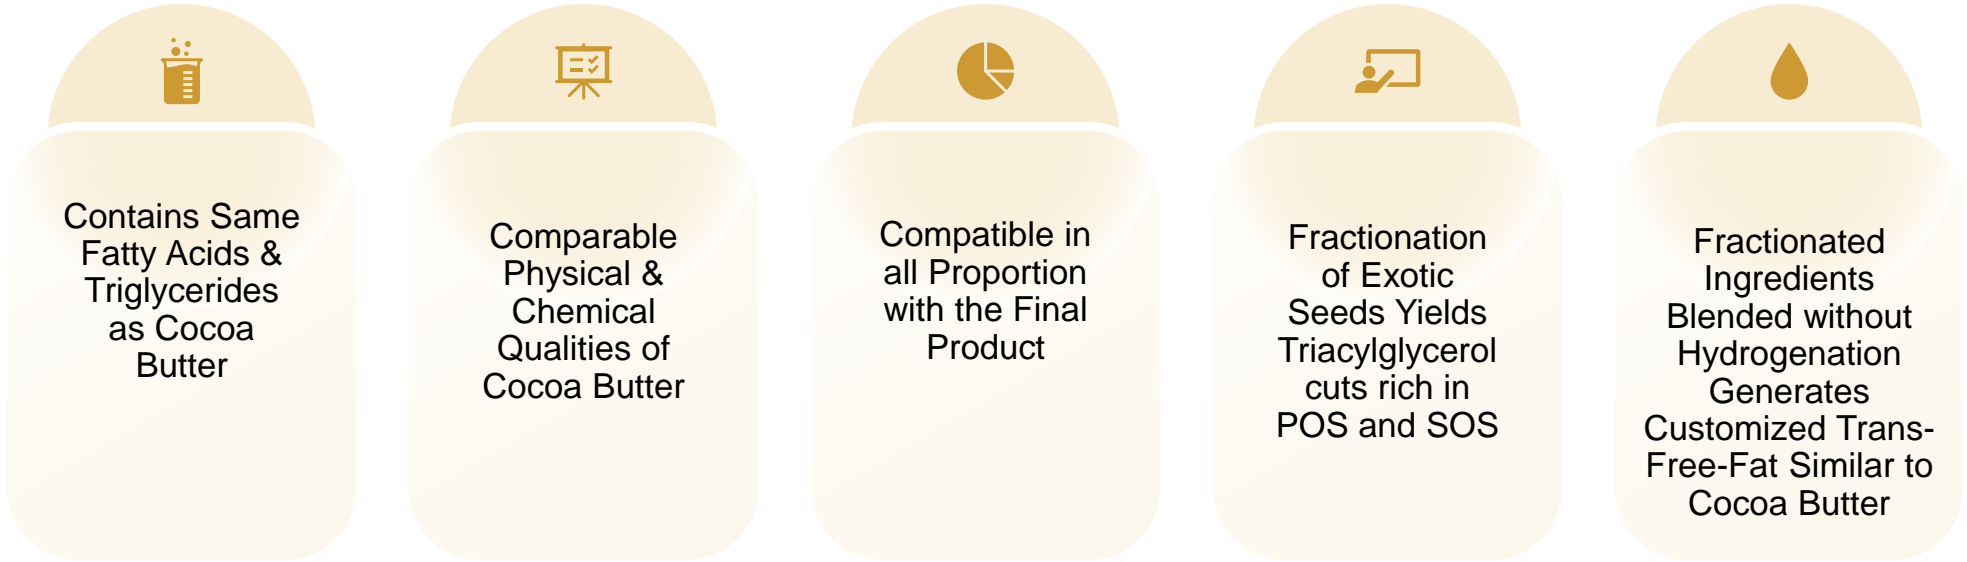 Contains Same
Fatty Acids &
Triglycerides
as Cocoa
Butter
Comparable
Physical &
Chemical
Qualities of
Cocoa Butter
Compatible in
all Proportion
with the Final
Product
Fractionation
of Exotic
Seeds Yields
Triacylglycerol
cuts rich in
POS and SOS
Fractionated
Ingredients
Blended without
Hydrogenation
Generates
Customized Trans-
Free-Fat Similar to
Cocoa Butter